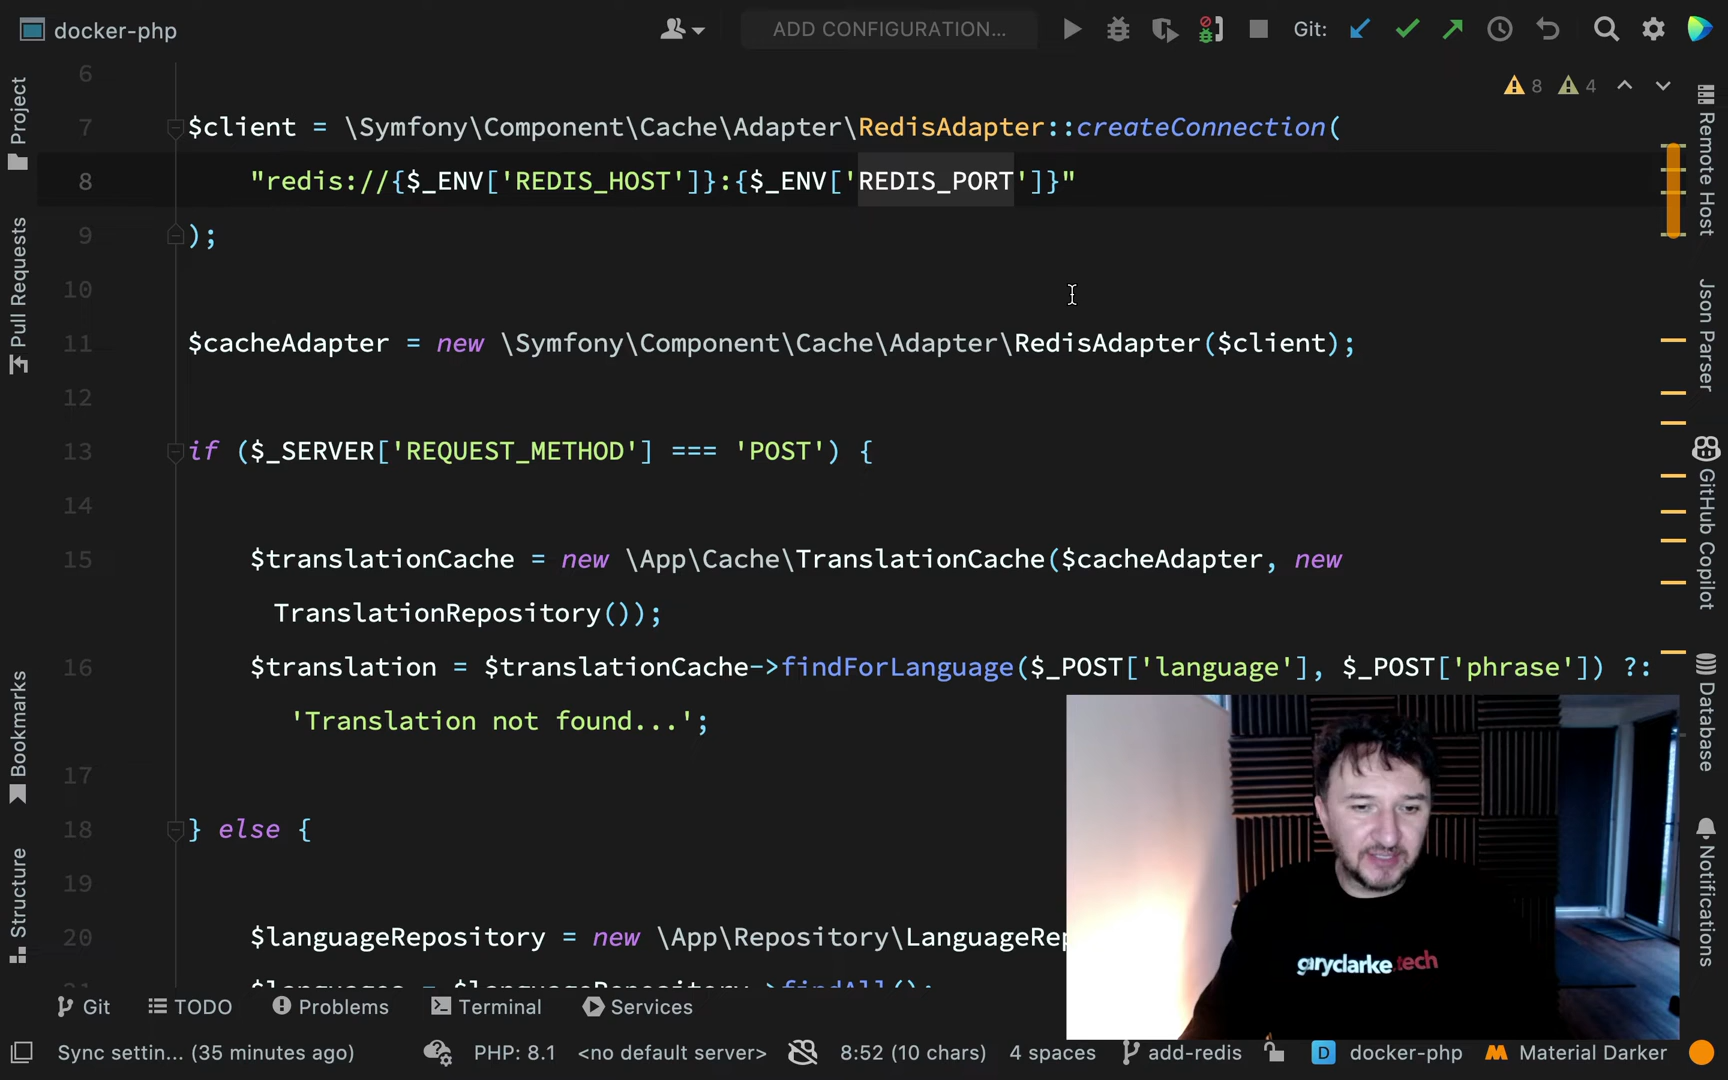 docker-php
ADD CONFIGURATION...
Git:
8
4
Project
Pull Requests
Bookmarks
Structure
Remote Host
Json Parser
GitHub Copilot
Database
Notifications
6
7 $client = \Symfony\Component\Cache\Adapter\RedisAdapter::createConnection(
8 "redis://{$_ENV['REDIS_HOST']}:{$_ENV['REDIS_PORT']}"
9 );
10
11 $cacheAdapter = new \Symfony\Component\Cache\Adapter\RedisAdapter($client);
12
13 if ($_SERVER['REQUEST_METHOD'] === 'POST') {
14
15 $translationCache = new \App\Cache\TranslationCache($cacheAdapter, new
TranslationRepository());
16 $translation = $translationCache->findForLanguage($_POST['language'], $_POST['phrase']) ?:
'Translation not found...';
17
18 } else {
19
20 $languageRepository = new \App\Repository\LanguageRep
21 $languages = $languageRepository->findAll();
garyclarke.tech
Git
TODO
Problems
Terminal
Services
Sync settin... (35 minutes ago)
PHP: 8.1
<no default server>
8:52 (10 chars)
4 spaces
add-redis
D
docker-php
Material Darker